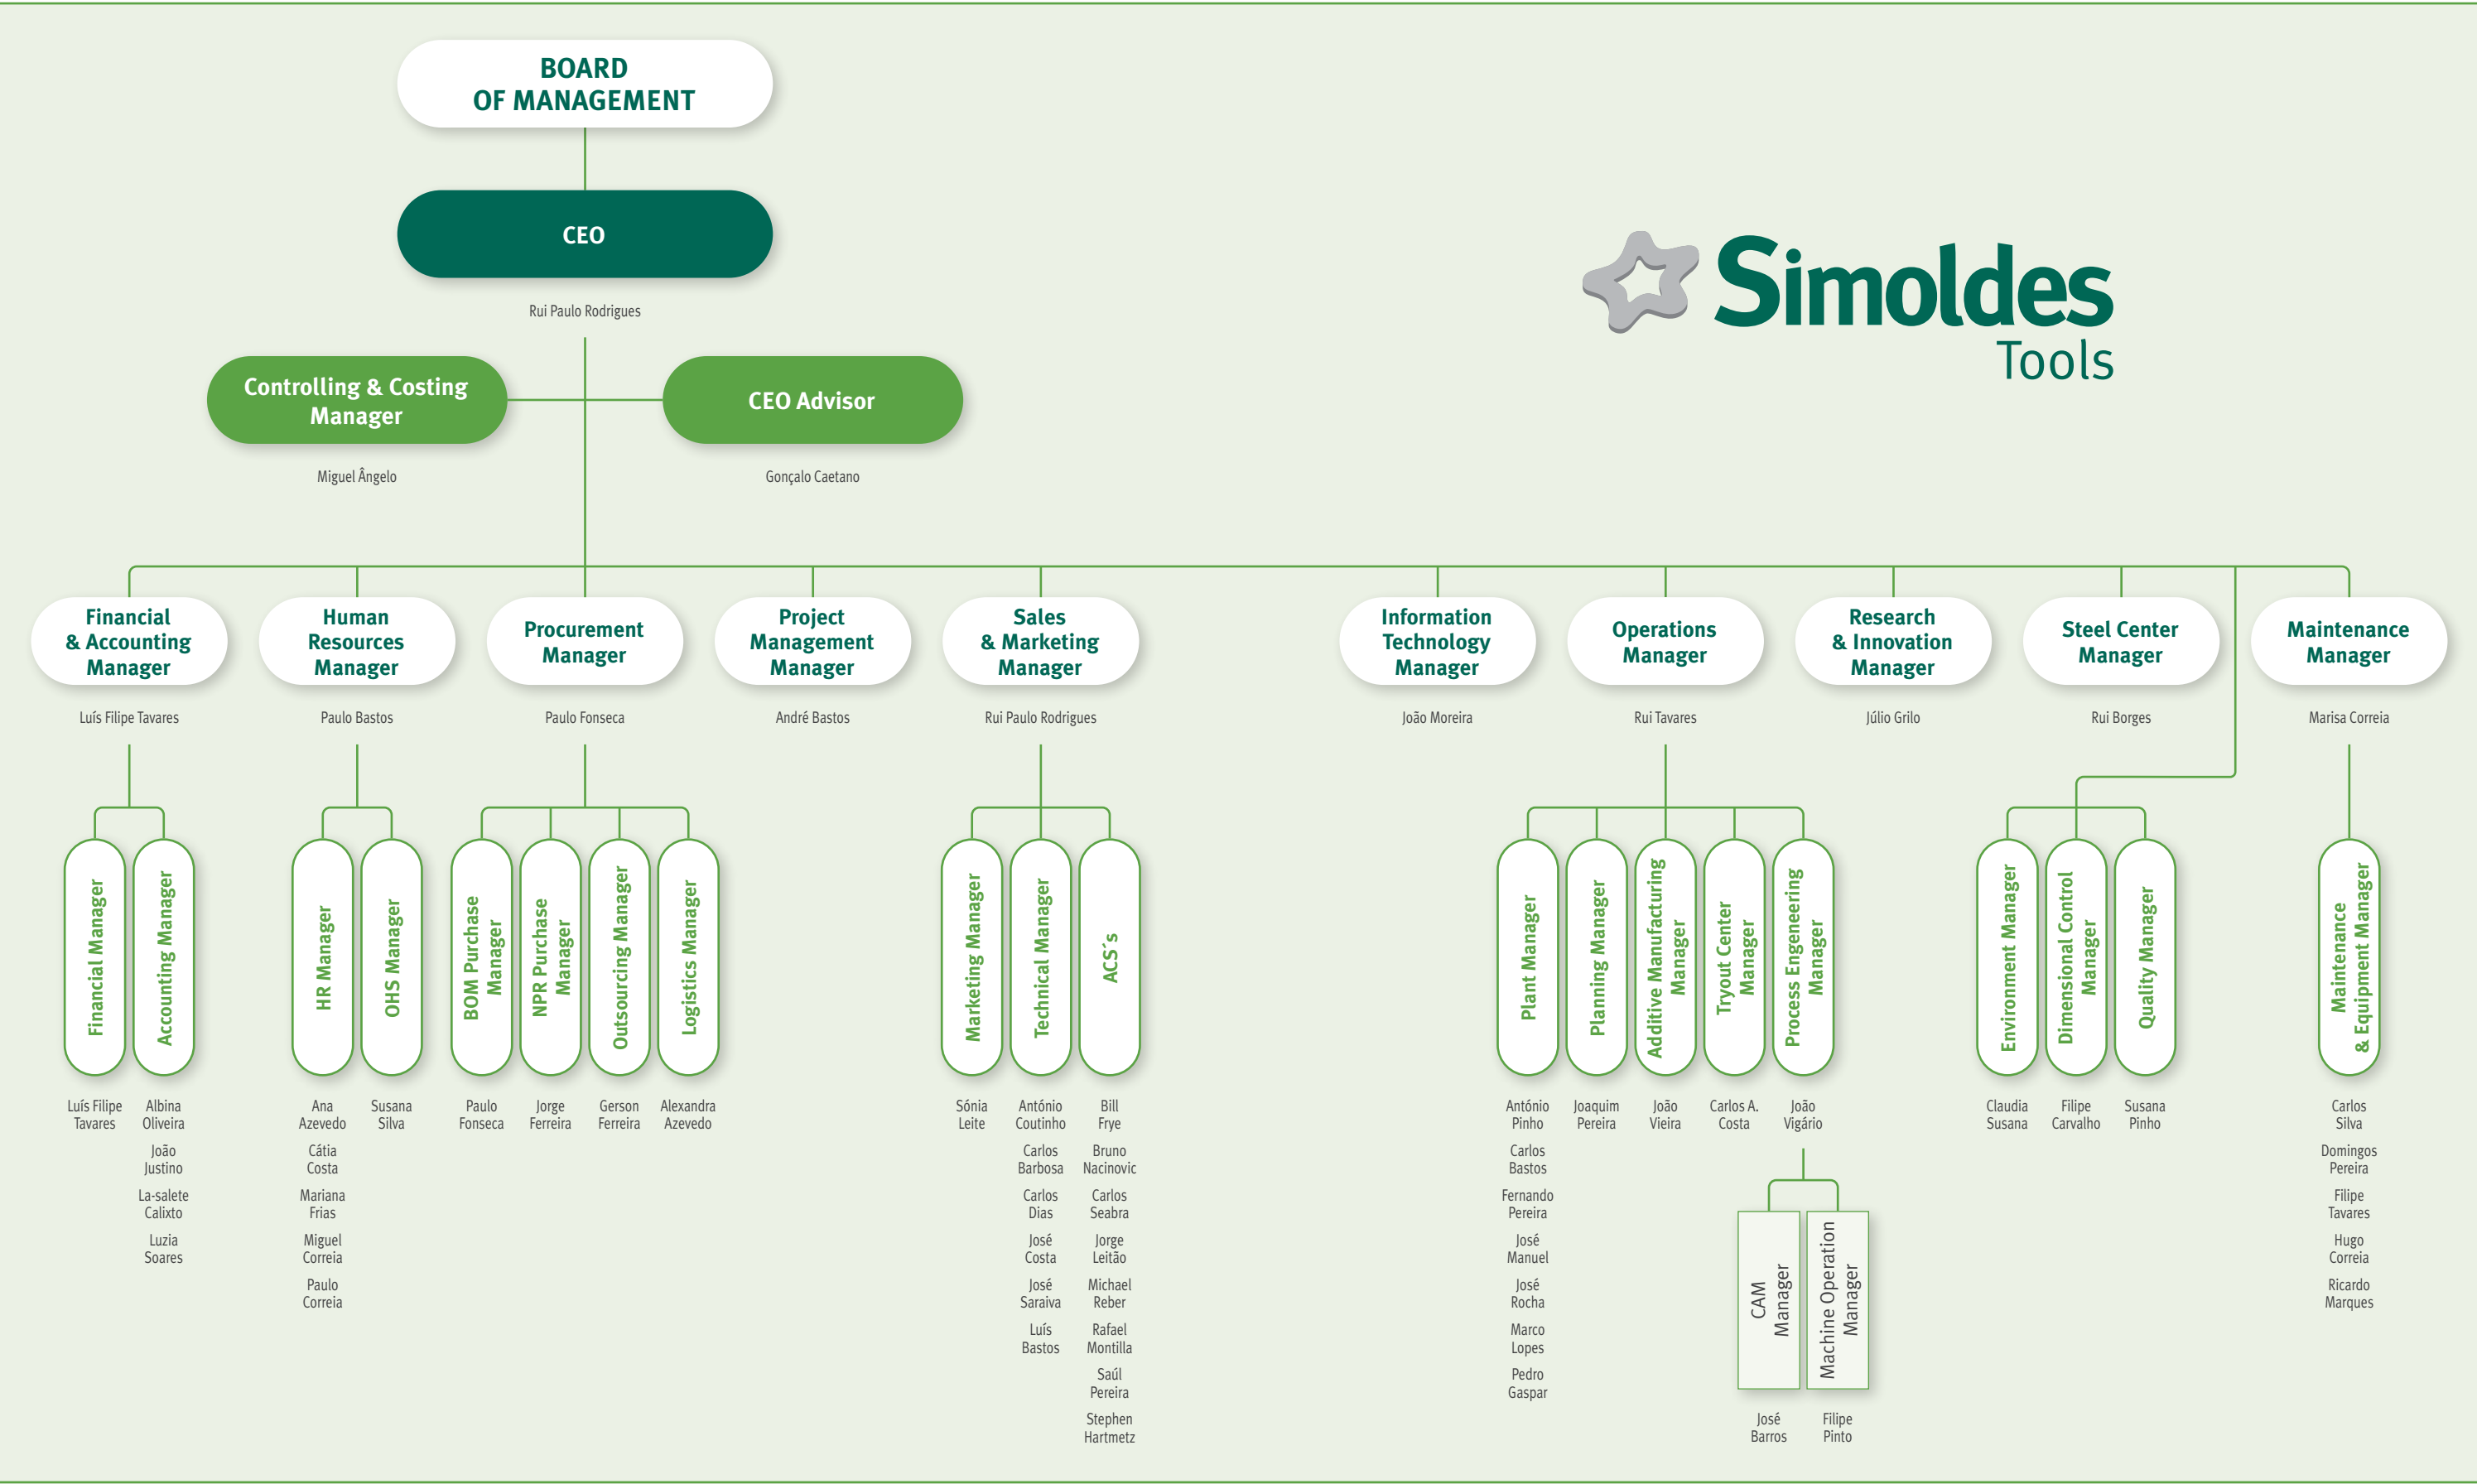 BOARD
OF MANAGEMENT
CEO
Rui Paulo Rodrigues
Simoldes
Tools
Controlling & Costing
Manager
Miguel Ângelo
CEO Advisor
Gonçalo Caetano
Financial
& Accounting
Manager
Luís Filipe Tavares
Human
Resources
Manager
Paulo Bastos
Procurement
Manager
Paulo Fonseca
Project
Management
Manager
André Bastos
Sales
& Marketing
Manager
Rui Paulo Rodrigues
Information
Technology
Manager
João Moreira
Operations
Manager
Rui Tavares
Research
& Innovation
Manager
Júlio Grilo
Steel Center
Manager
Rui Borges
Maintenance
Manager
Marisa Correia
Financial Manager
Luís Filipe
Tavares
Accounting Manager
Albina
Oliveira
João
Justino
La-salete
Calixto
Luzia
Soares
HR Manager
Ana
Azevedo
Cátia
Costa
Mariana
Frias
Miguel
Correia
Paulo
Correia
OHS Manager
Susana
Silva
BOM Purchase
Manager
Paulo
Fonseca
NPR Purchase
Manager
Jorge
Ferreira
Outsourcing Manager
Gerson
Ferreira
Logistics Manager
Alexandra
Azevedo
Marketing Manager
Sónia
Leite
Technical Manager
António
Coutinho
Carlos
Barbosa
Carlos
Dias
José
Costa
José
Saraiva
Luís
Bastos
ACS´s
Bill
Frye
Bruno
Nacinovic
Carlos
Seabra
Jorge
Leitão
Michael
Reber
Rafael
Montilla
Saúl
Pereira
Stephen
Hartmetz
Plant Manager
António
Pinho
Carlos
Bastos
Fernando
Pereira
José
Manuel
José
Rocha
Marco
Lopes
Pedro
Gaspar
Planning Manager
Joaquim
Pereira
Additive Manufacturing
Manager
João
Vieira
Tryout Center
Manager
Carlos A.
Costa
Process Engeneering
Manager
João
Vigário
CAM
Manager
José
Barros
Machine Operation
Manager
Filipe
Pinto
Environment Manager
Claudia
Susana
Dimensional Control
Manager
Filipe
Carvalho
Quality Manager
Susana
Pinho
Maintenance
& Equipment Manager
Carlos
Silva
Domingos
Pereira
Filipe
Tavares
Hugo
Correia
Ricardo
Marques